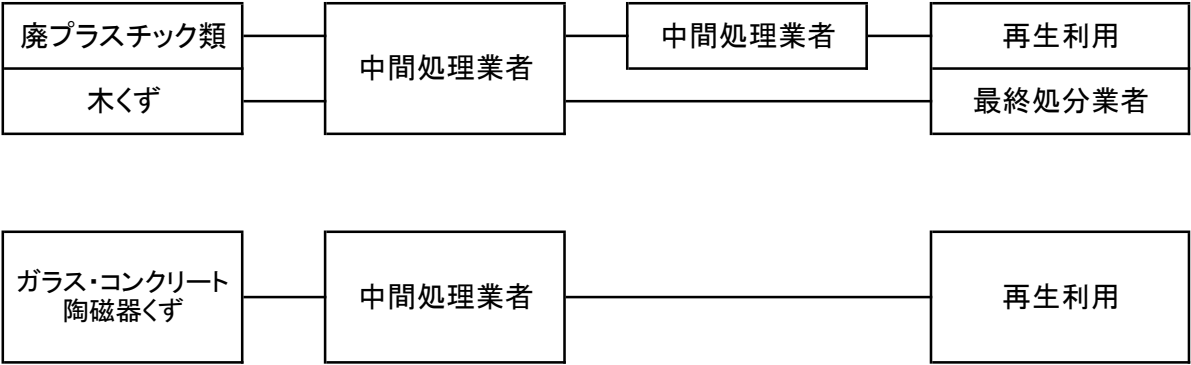 廃プラスチック類
木くず
中間処理業者
中間処理業者
再生利用
最終処分業者
ガラス・コンクリート
陶磁器くず
中間処理業者
再生利用